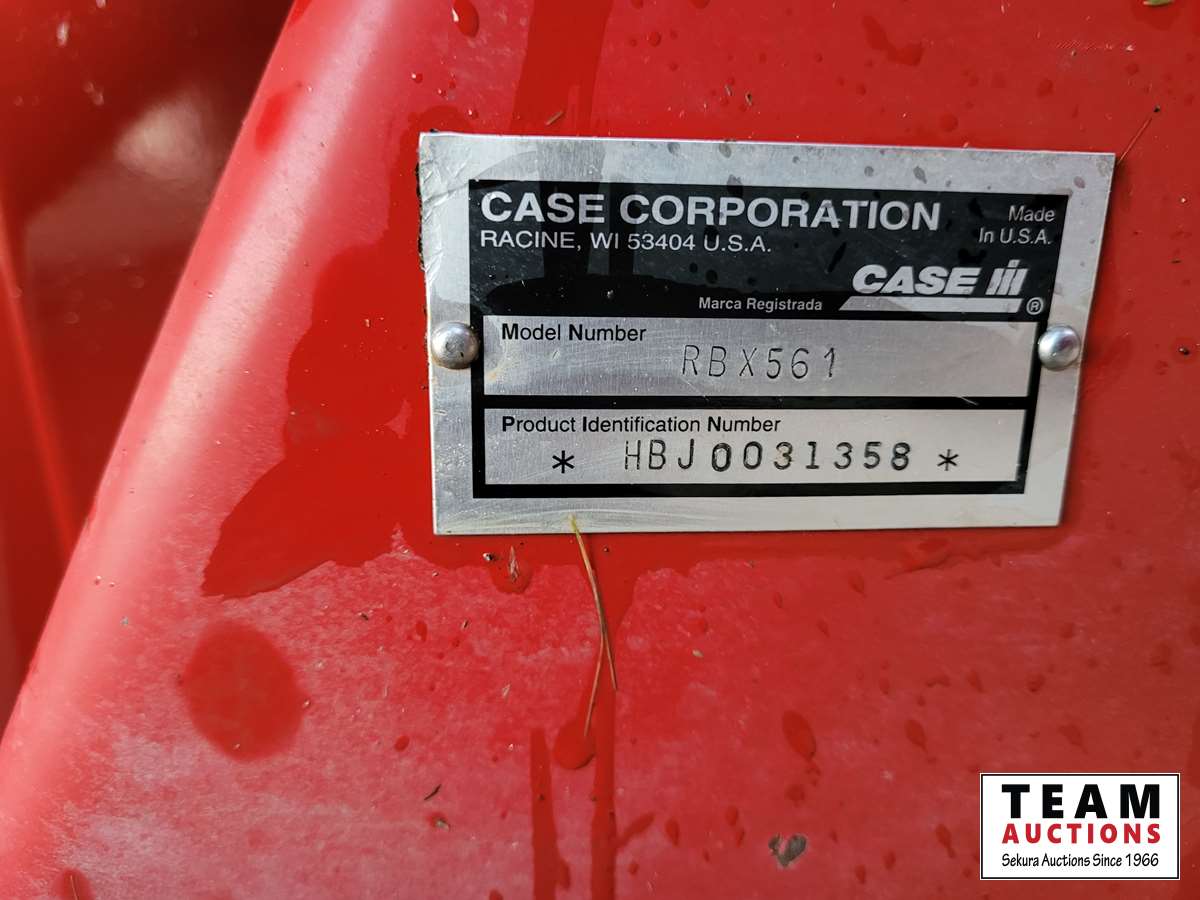 CASE CORPORATION
Made
RACINE, WI 53404 U.S.A.
In U.S.A.
CASE IH
Marca Registrada ®
Model Number
RBX561
Product Identification Number
* HBJ0031358 *
TEAM
AUCTIONS
Sekura Auctions Since 1966